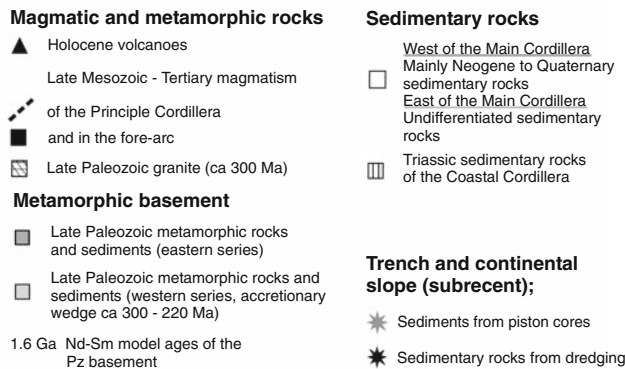 Magmatic and metamorphic rocks
Holocene volcanoes
Late Mesozoic - Tertiary magmatism
of the Principle Cordillera
and in the fore-arc
Late Paleozoic granite (ca 300 Ma)
Metamorphic basement
Late Paleozoic metamorphic rocks
and sediments (eastern series)
Late Paleozoic metamorphic rocks and
sediments (western series, accretionary
wedge ca 300 - 220 Ma)
1.6 Ga Nd-Sm model ages of the
Pz basement
Sedimentary rocks
West of the Main Cordillera
Mainly Neogene to Quaternary
sedimentary rocks
East of the Main Cordillera
Undifferentiated sedimentary
rocks
Triassic sedimentary rocks
of the Coastal Cordillera
Trench and continental
slope (subrecent);
Sediments from piston cores
Sedimentary rocks from dredging